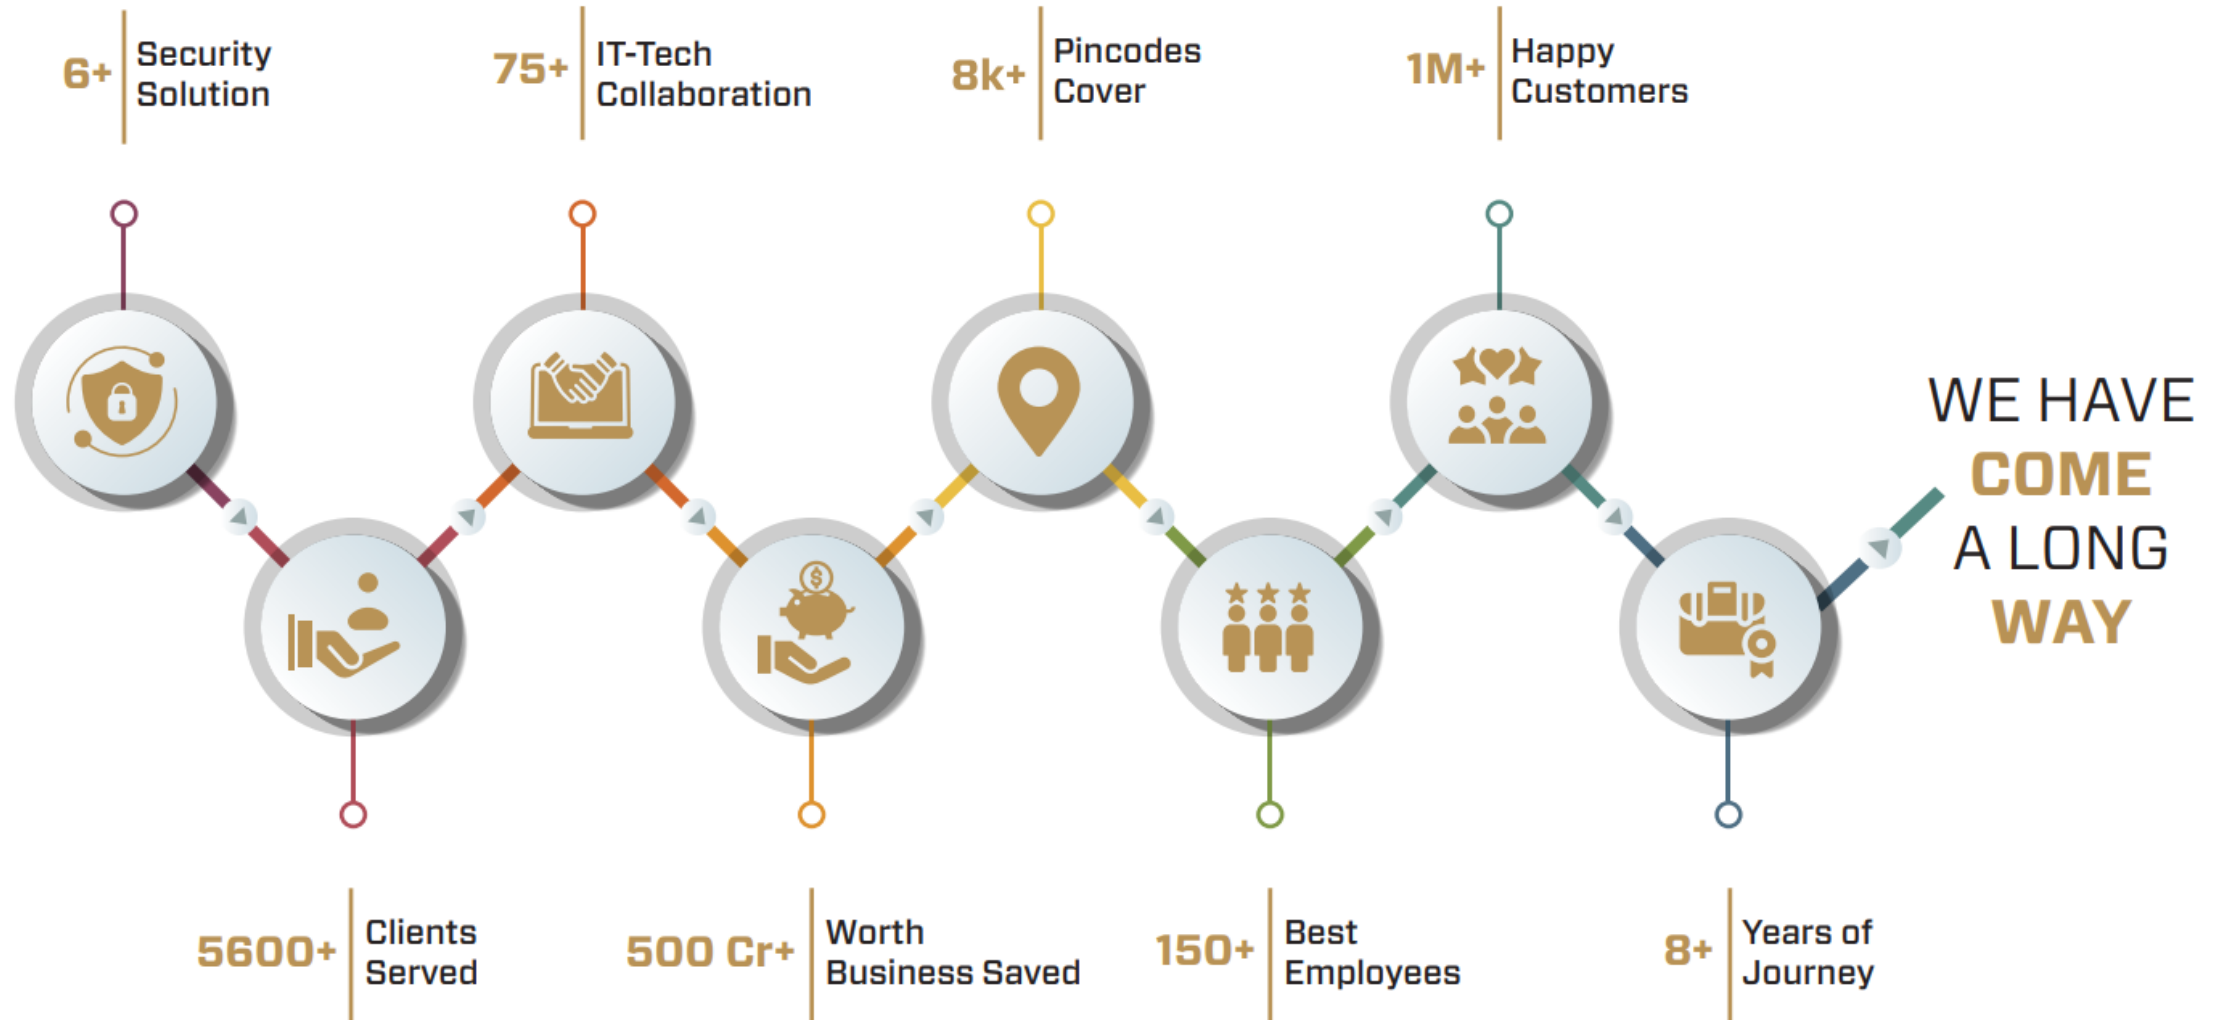 6+
Security
Solution
75+
IT-Tech
Collaboration
8k+
Pincodes
Cover
1M+
Happy
Customers
$
WE HAVE
COME
A LONG
WAY
5600+
Clients
Served
500 Cr+
Worth
Business Saved
150+
Best
Employees
8+
Years of
Journey